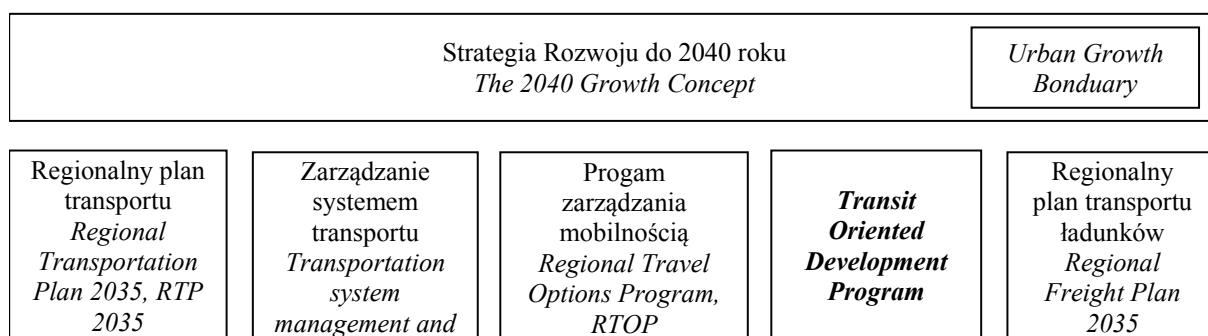 Strategia Rozwoju do 2040 roku
The 2040 Growth Concept
Urban Growth
Bonduary
Regionalny plan
transportu
Regional
Transportation
Plan 2035, RTP
2035
Zarządzanie
systemem
transportu
Transportation
system
management and
Progam
zarządzania
mobilnością
Regional Travel
Options Program,
RTOP
Transit
Oriented
Development
Program
Regionalny
plan transportu
ładunków
Regional
Freight Plan
2035